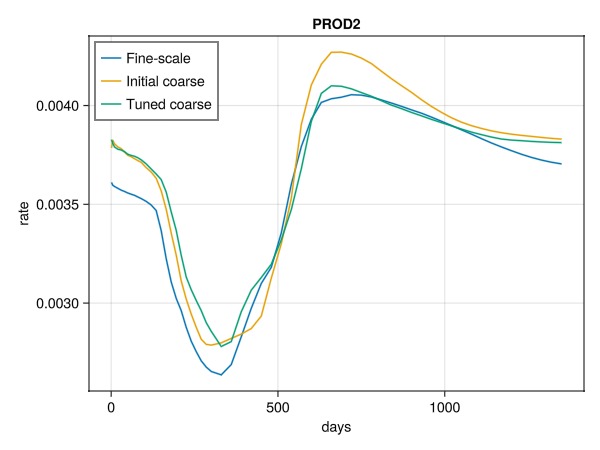 PROD2
Fine-scale
Initial coarse
Tuned coarse
rate
0.0040
0.0035
0.0030
0 500 1000
days